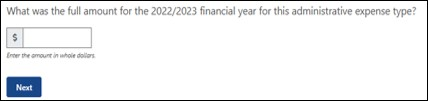 What was the full amount for the 2022/2023 financial year for this administrative expense type?
$
Enter the amount in whole dollars.
Next